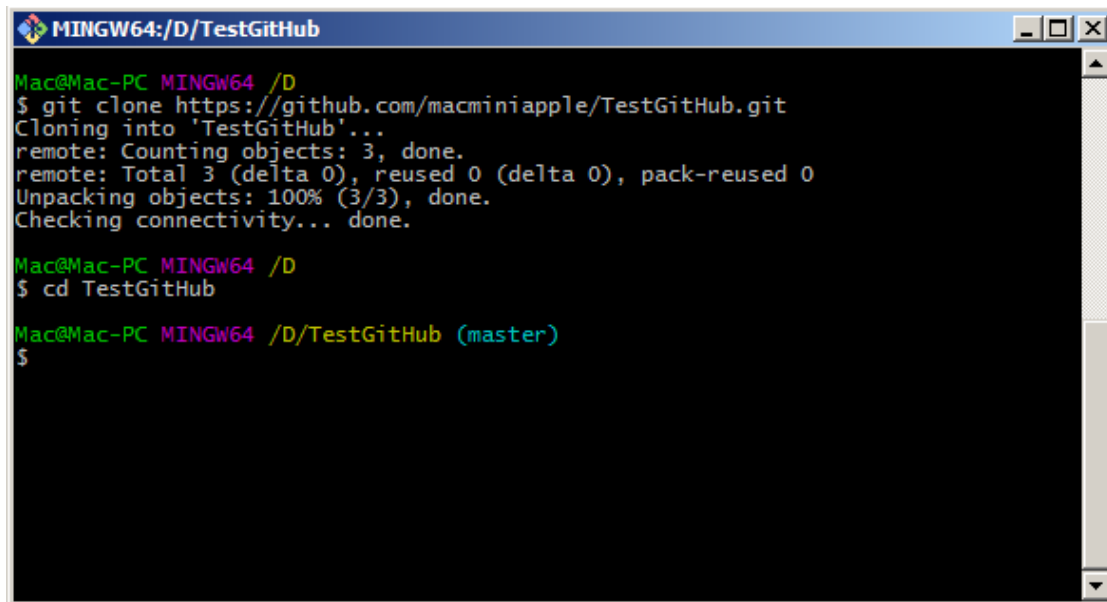 MINGW64:/D/TestGitHub
Mac@Mac-PC MINGW64 /D
$ git clone https://github.com/macminiapple/TestGitHub.git
Cloning into 'TestGitHub'...
remote: Counting objects: 3, done.
remote: Total 3 (delta 0), reused 0 (delta 0), pack-reused 0
Unpacking objects: 100% (3/3), done.
Checking connectivity... done.
Mac@Mac-PC MINGW64 /D
$ cd TestGitHub
Mac@Mac-PC MINGW64 /D/TestGitHub (master)
$